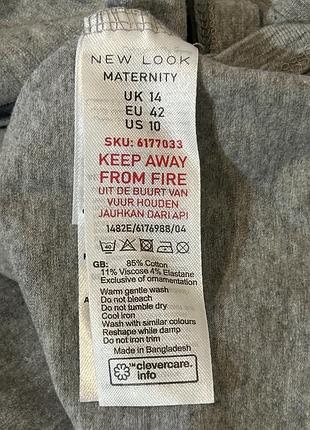 NEW LOOK
MATERNITY
UK 14
EU 42
US 10
SKU: 6177033
KEEP AWAY
FROM FIRE
UIT DE BUURT VAN
VUUR HOUDEN
JAUHKAN DARI API
1482E/6176988/04
GB: 85% Cotton
11% Viscose 4% Elastane
Exclusive of ornamentation
Warm gentle wash
Do not bleach
Do not tumble dry
Cool iron
Wash with similar colours
Reshape while damp
Do not iron trim
Made in Bangladesh
™clevercare.
info